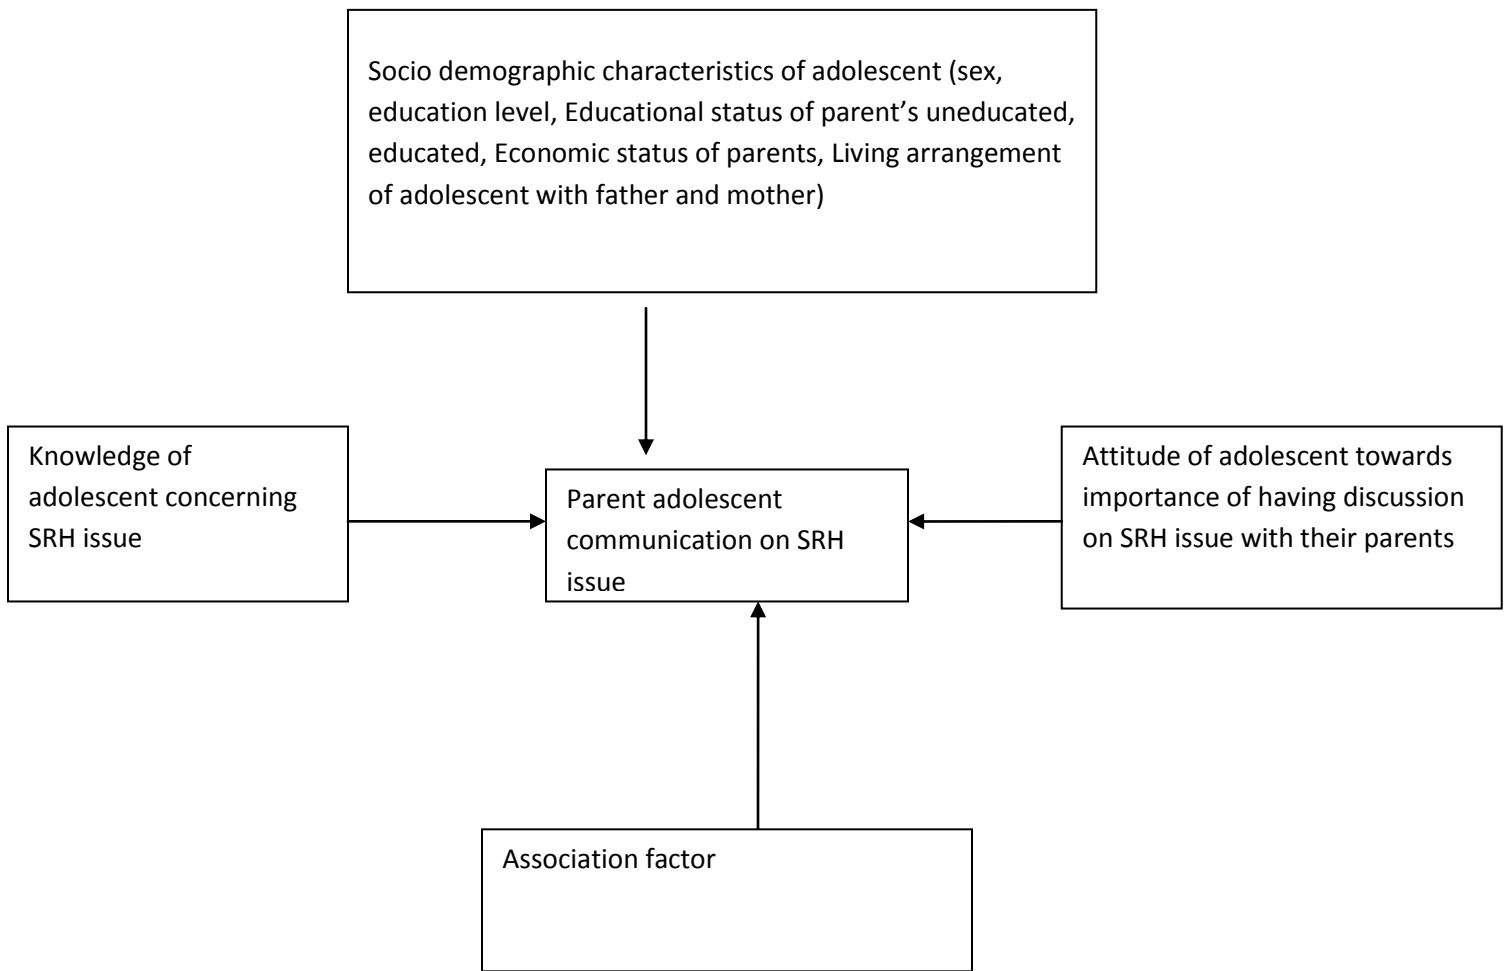 Socio demographic characteristics of adolescent (sex,
education level, Educational status of parent’s uneducated,
educated, Economic status of parents, Living arrangement
of adolescent with father and mother)
Knowledge of
adolescent concerning
SRH issue
Parent adolescent
communication on SRH
issue
Attitude of adolescent towards
importance of having discussion
on SRH issue with their parents
Association factor